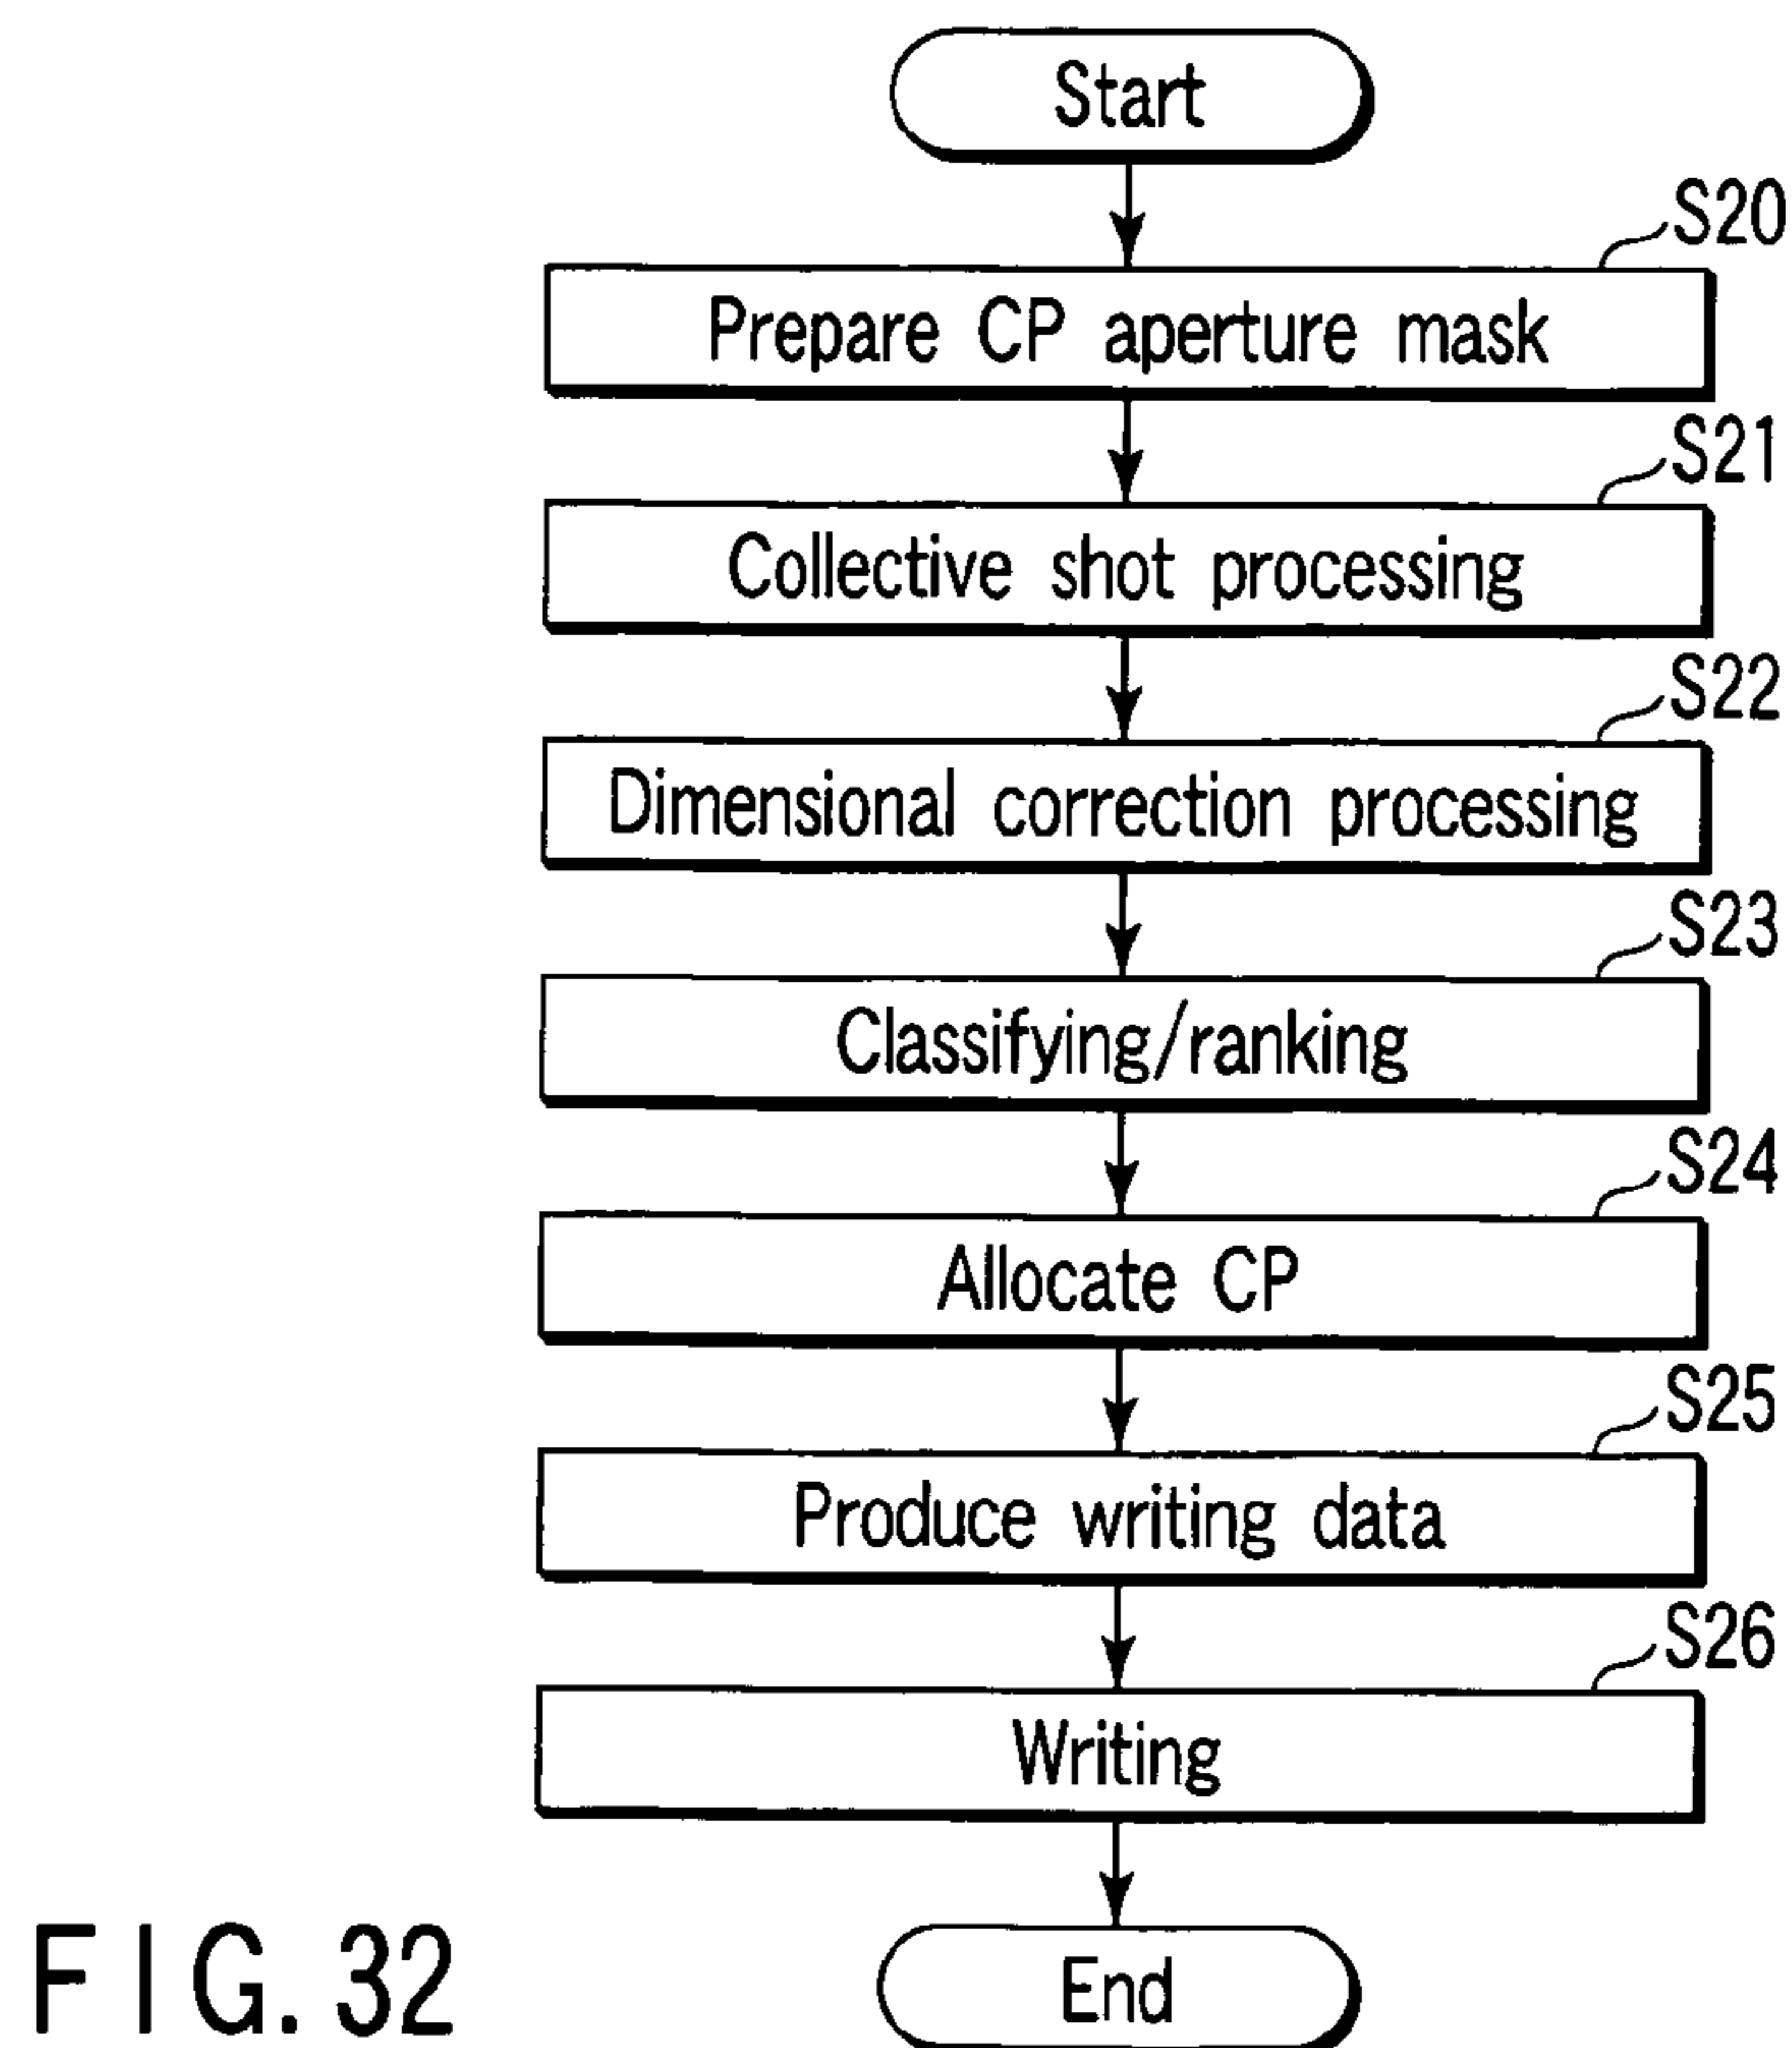 Start
S20
Prepare CP aperture mask
S21
Collective shot processing
S22
Dimensional correction processing
S23
Classifying/ranking
S24
Allocate CP
S25
Produce writing data
S26
Writing
End
FIG. 32